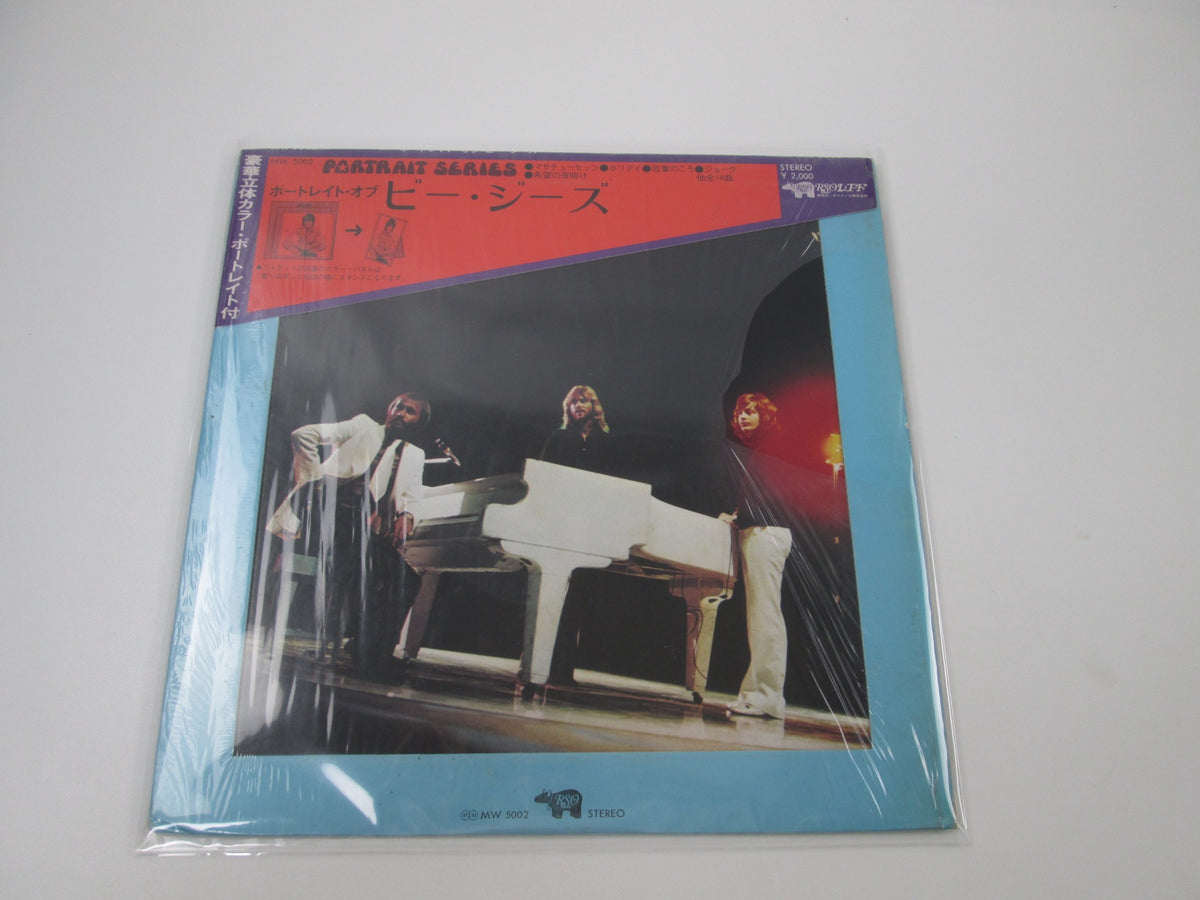 豪華立体カラー・ポートレイト付
MW 5002
PORTRAIT SERIES
●マサチューセッツ●ホリデイ●若葉のころ●ジョーク
●希望の夜明け
他全14曲
STEREO
¥ 2,000
RSO
ポートレイト・オブ
ビー・ジーズ
MW 5002
RSO
STEREO